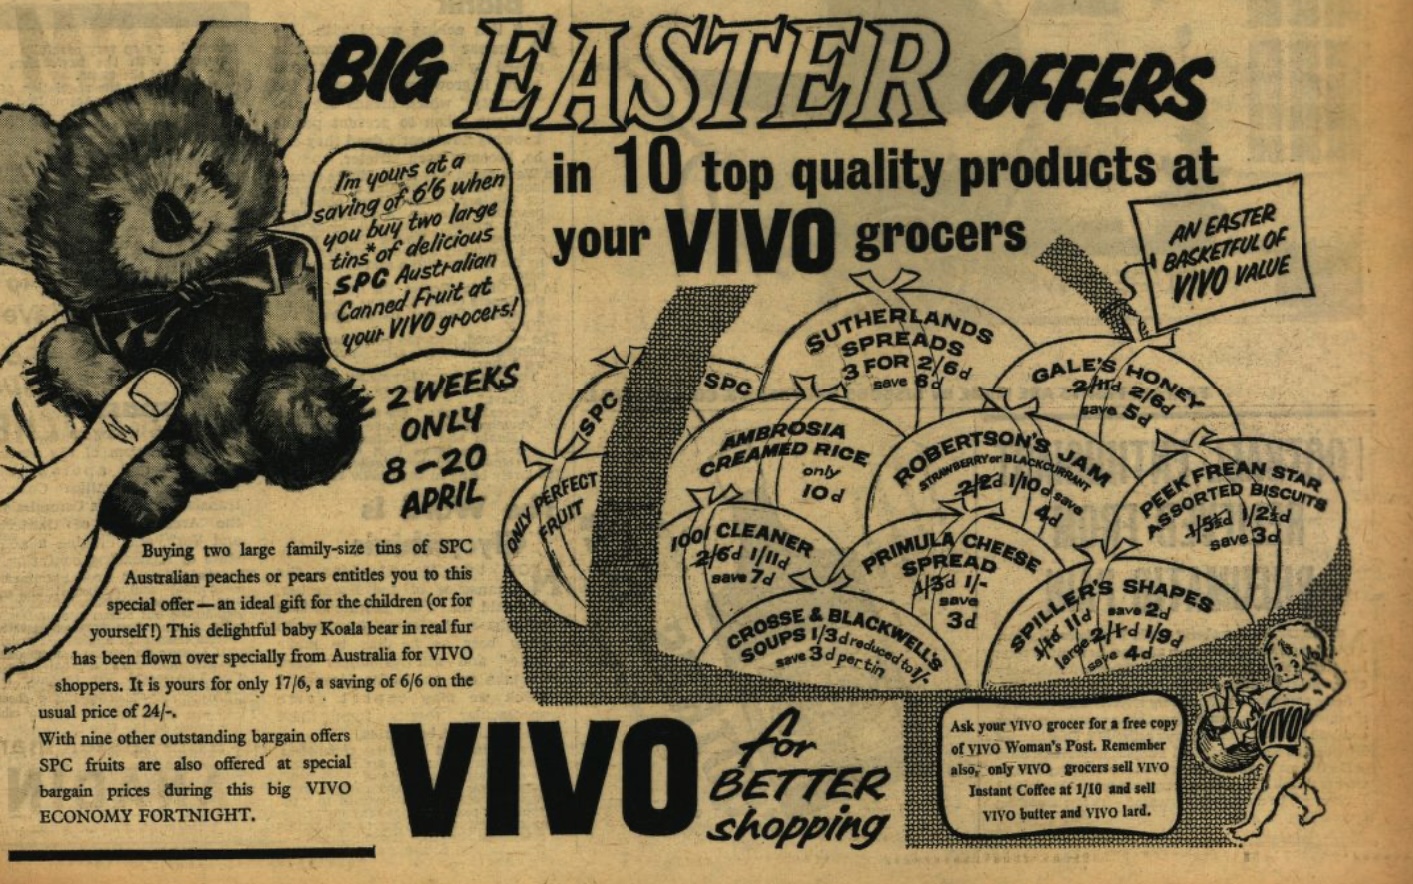 BIG EASTER OFFERS
in 10 top quality products at
your VIVO grocers
I'm yours at a
saving of 6'6 when
you buy two large
tins* of delicious
SPC Australian
Canned Fruit at
your VIVO grocers!
2 WEEKS
ONLY
8-20
APRIL
Buying two large family-size tins of SPC
Australian peaches or pears entitles you to this
special offer — an ideal gift for the children (or for
yourself!) This delightful baby Koala bear in real fur
has been flown over specially from Australia for VIVO
shoppers. It is yours for only 17/6, a saving of 6/6 on the
usual price of 24/-.
With nine other outstanding bargain offers
SPC fruits are also offered at special
bargain prices during this big VIVO
ECONOMY FORTNIGHT.
AN EASTER
BASKETFUL OF
VIVO VALUE
SUTHERLANDS
SPREADS
3 FOR 2/6d
save 6d
GALE'S HONEY
2/11d 2/6d
save 5d
SPC
SPC
AMBROSIA
CREAMED RICE
only
10d
ROBERTSON'S JAM
STRAWBERRY or BLACKCURRANT
2/2d 1/10d save
4d
PEEK FREAN STAR
ASSORTED BISCUITS
1/5½d 1/2½d
save 3d
ONLY PERFECT
FRUIT
1001 CLEANER
2/6d 1/11d
save 7d
PRIMULA CHEESE
SPREAD
1/3d 1/-
save
3d
CROSSE & BLACKWELL'S
SOUPS 1/3d reduced to 1/-
save 3d per tin
SPILLER'S SHAPES
1/1d 11d save 2d
large 2/1d 1/9d
save 4d
VIVO
for
BETTER
shopping
Ask your VIVO grocer for a free copy
of VIVO Woman's Post. Remember
also, only VIVO grocers sell VIVO
Instant Coffee at 1/10 and sell
VIVO butter and VIVO lard.
VIVO